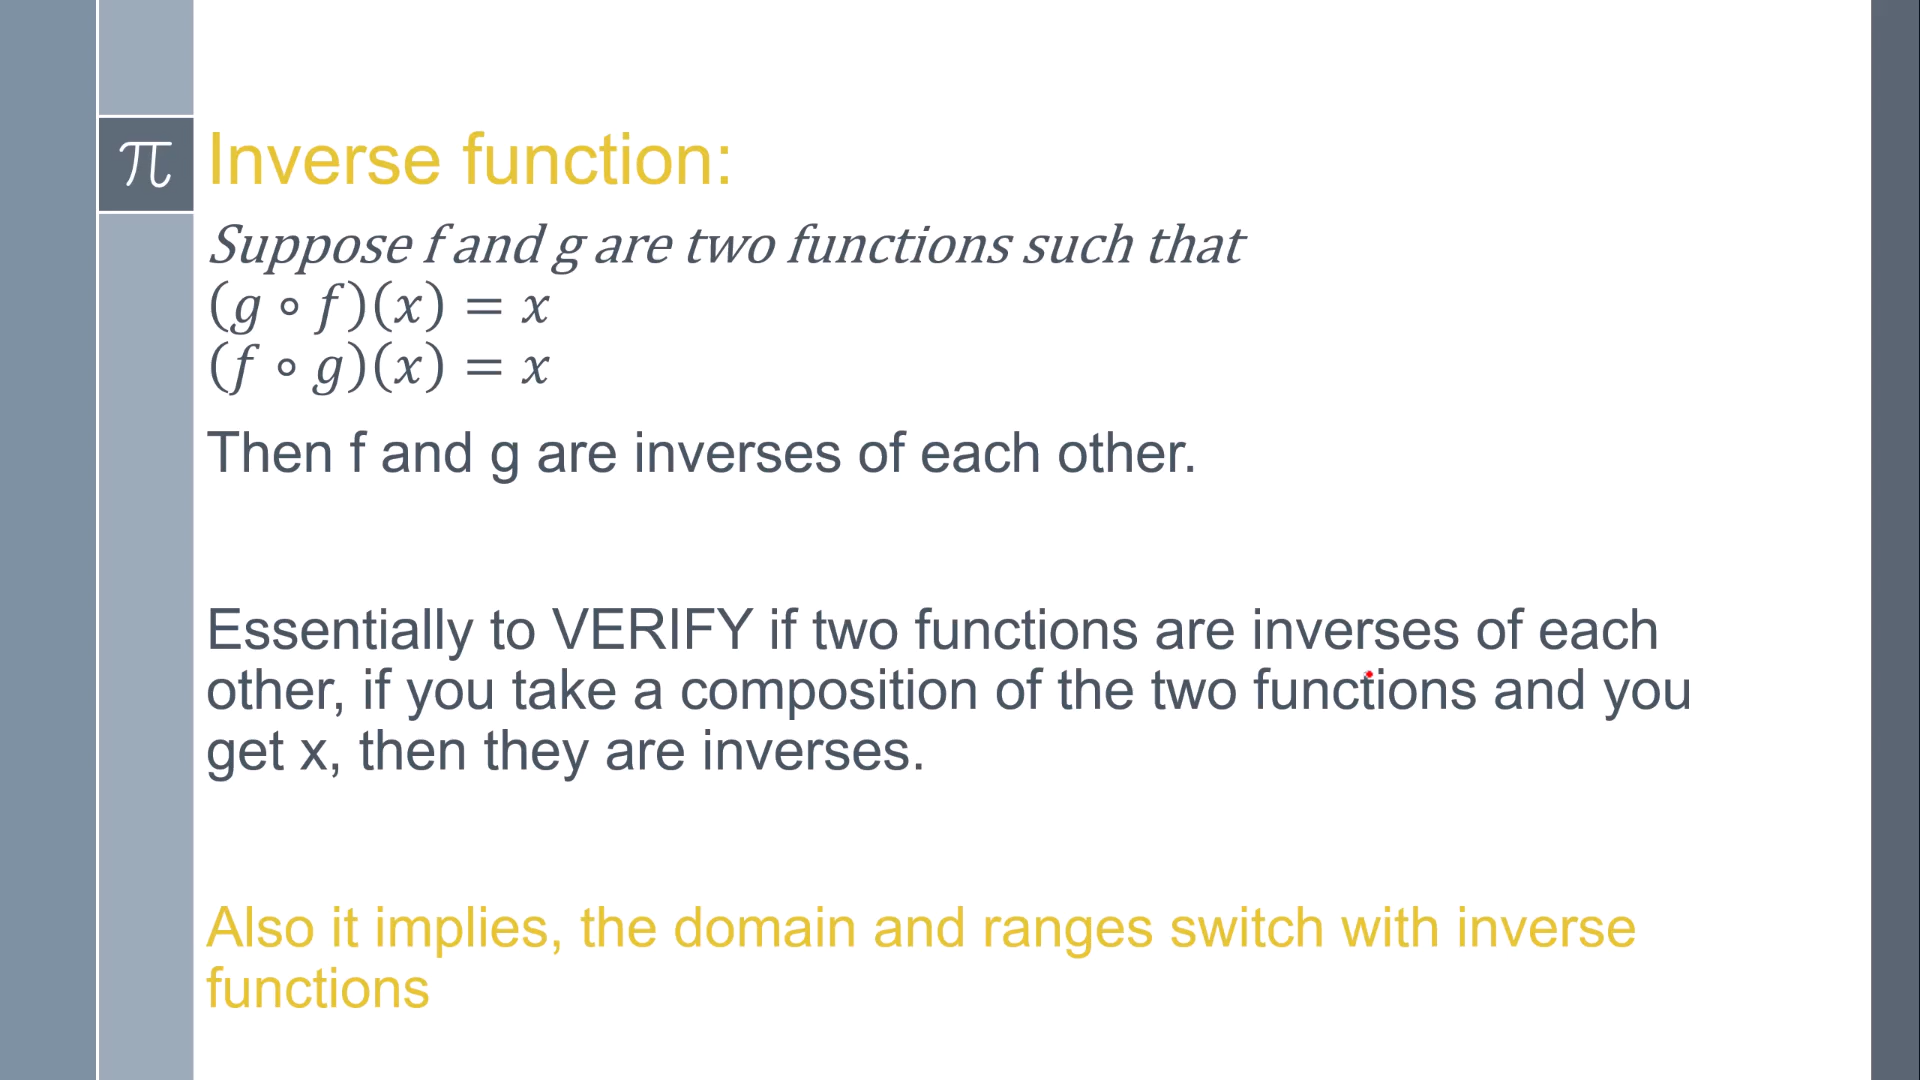 π
Inverse function:
Suppose f and g are two functions such that
(g ∘ f)(x) = x
(f ∘ g)(x) = x
Then f and g are inverses of each other.
Essentially to VERIFY if two functions are inverses of each
other, if you take a composition of the two functions and you
get x, then they are inverses.
Also it implies, the domain and ranges switch with inverse
functions